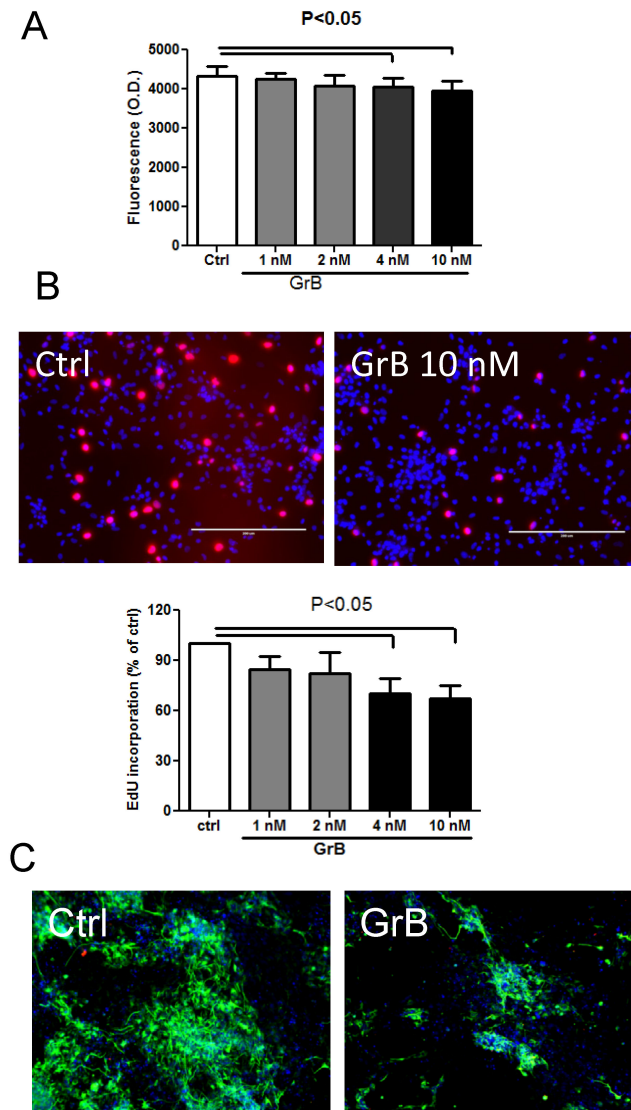 A
P<0.05
Fluorescence (O.D.)
5000
4000
3000
2000
1000
0
Ctrl 1 nM 2 nM 4 nM 10 nM
GrB
B
Ctrl
GrB 10 nM
P<0.05
EdU incorporation (% of ctrl)
120
90
60
30
0
ctrl 1 nM 2 nM 4 nM 10 nM
GrB
C
Ctrl
GrB